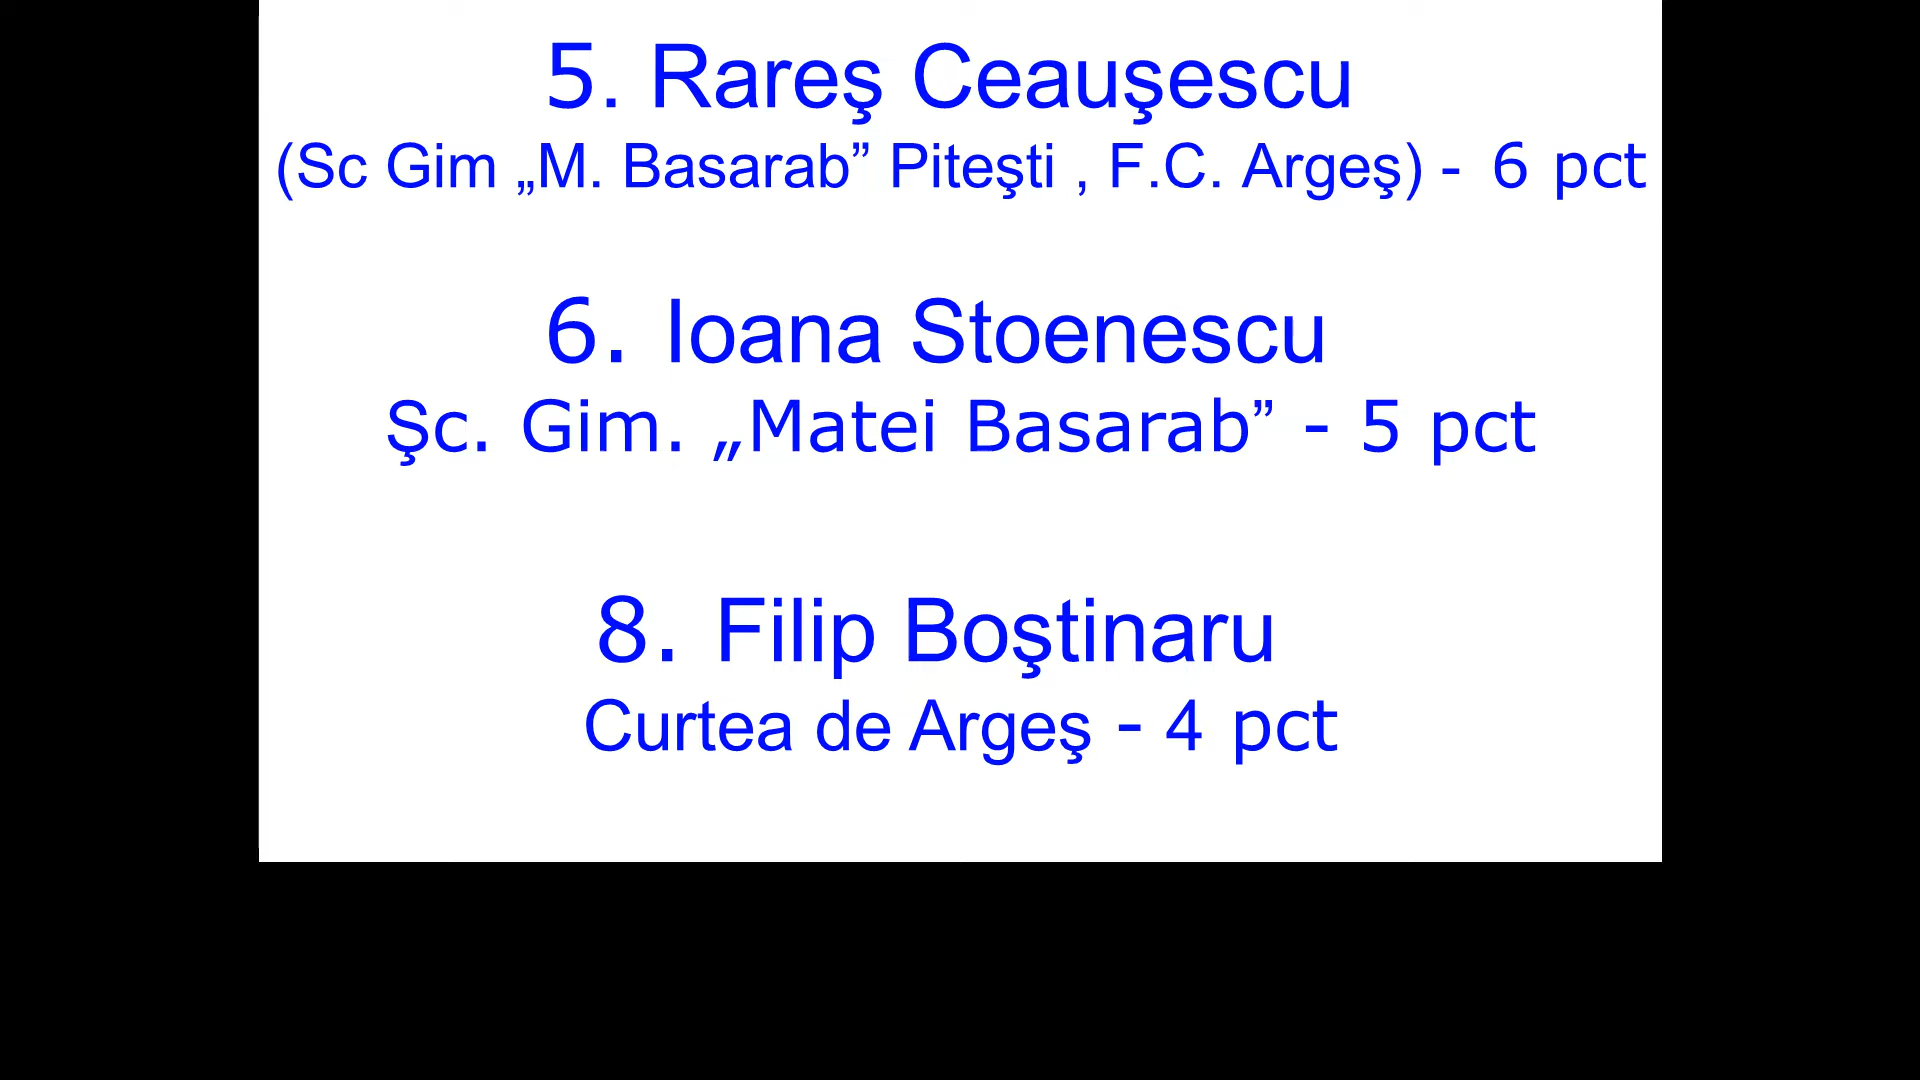 5. Rareş Ceauşescu
(Sc Gim „M. Basarab” Piteşti , F.C. Argeş) - 6 pct
6. Ioana Stoenescu
Şc. Gim. „Matei Basarab” - 5 pct
8. Filip Boştinaru
Curtea de Argeş - 4 pct